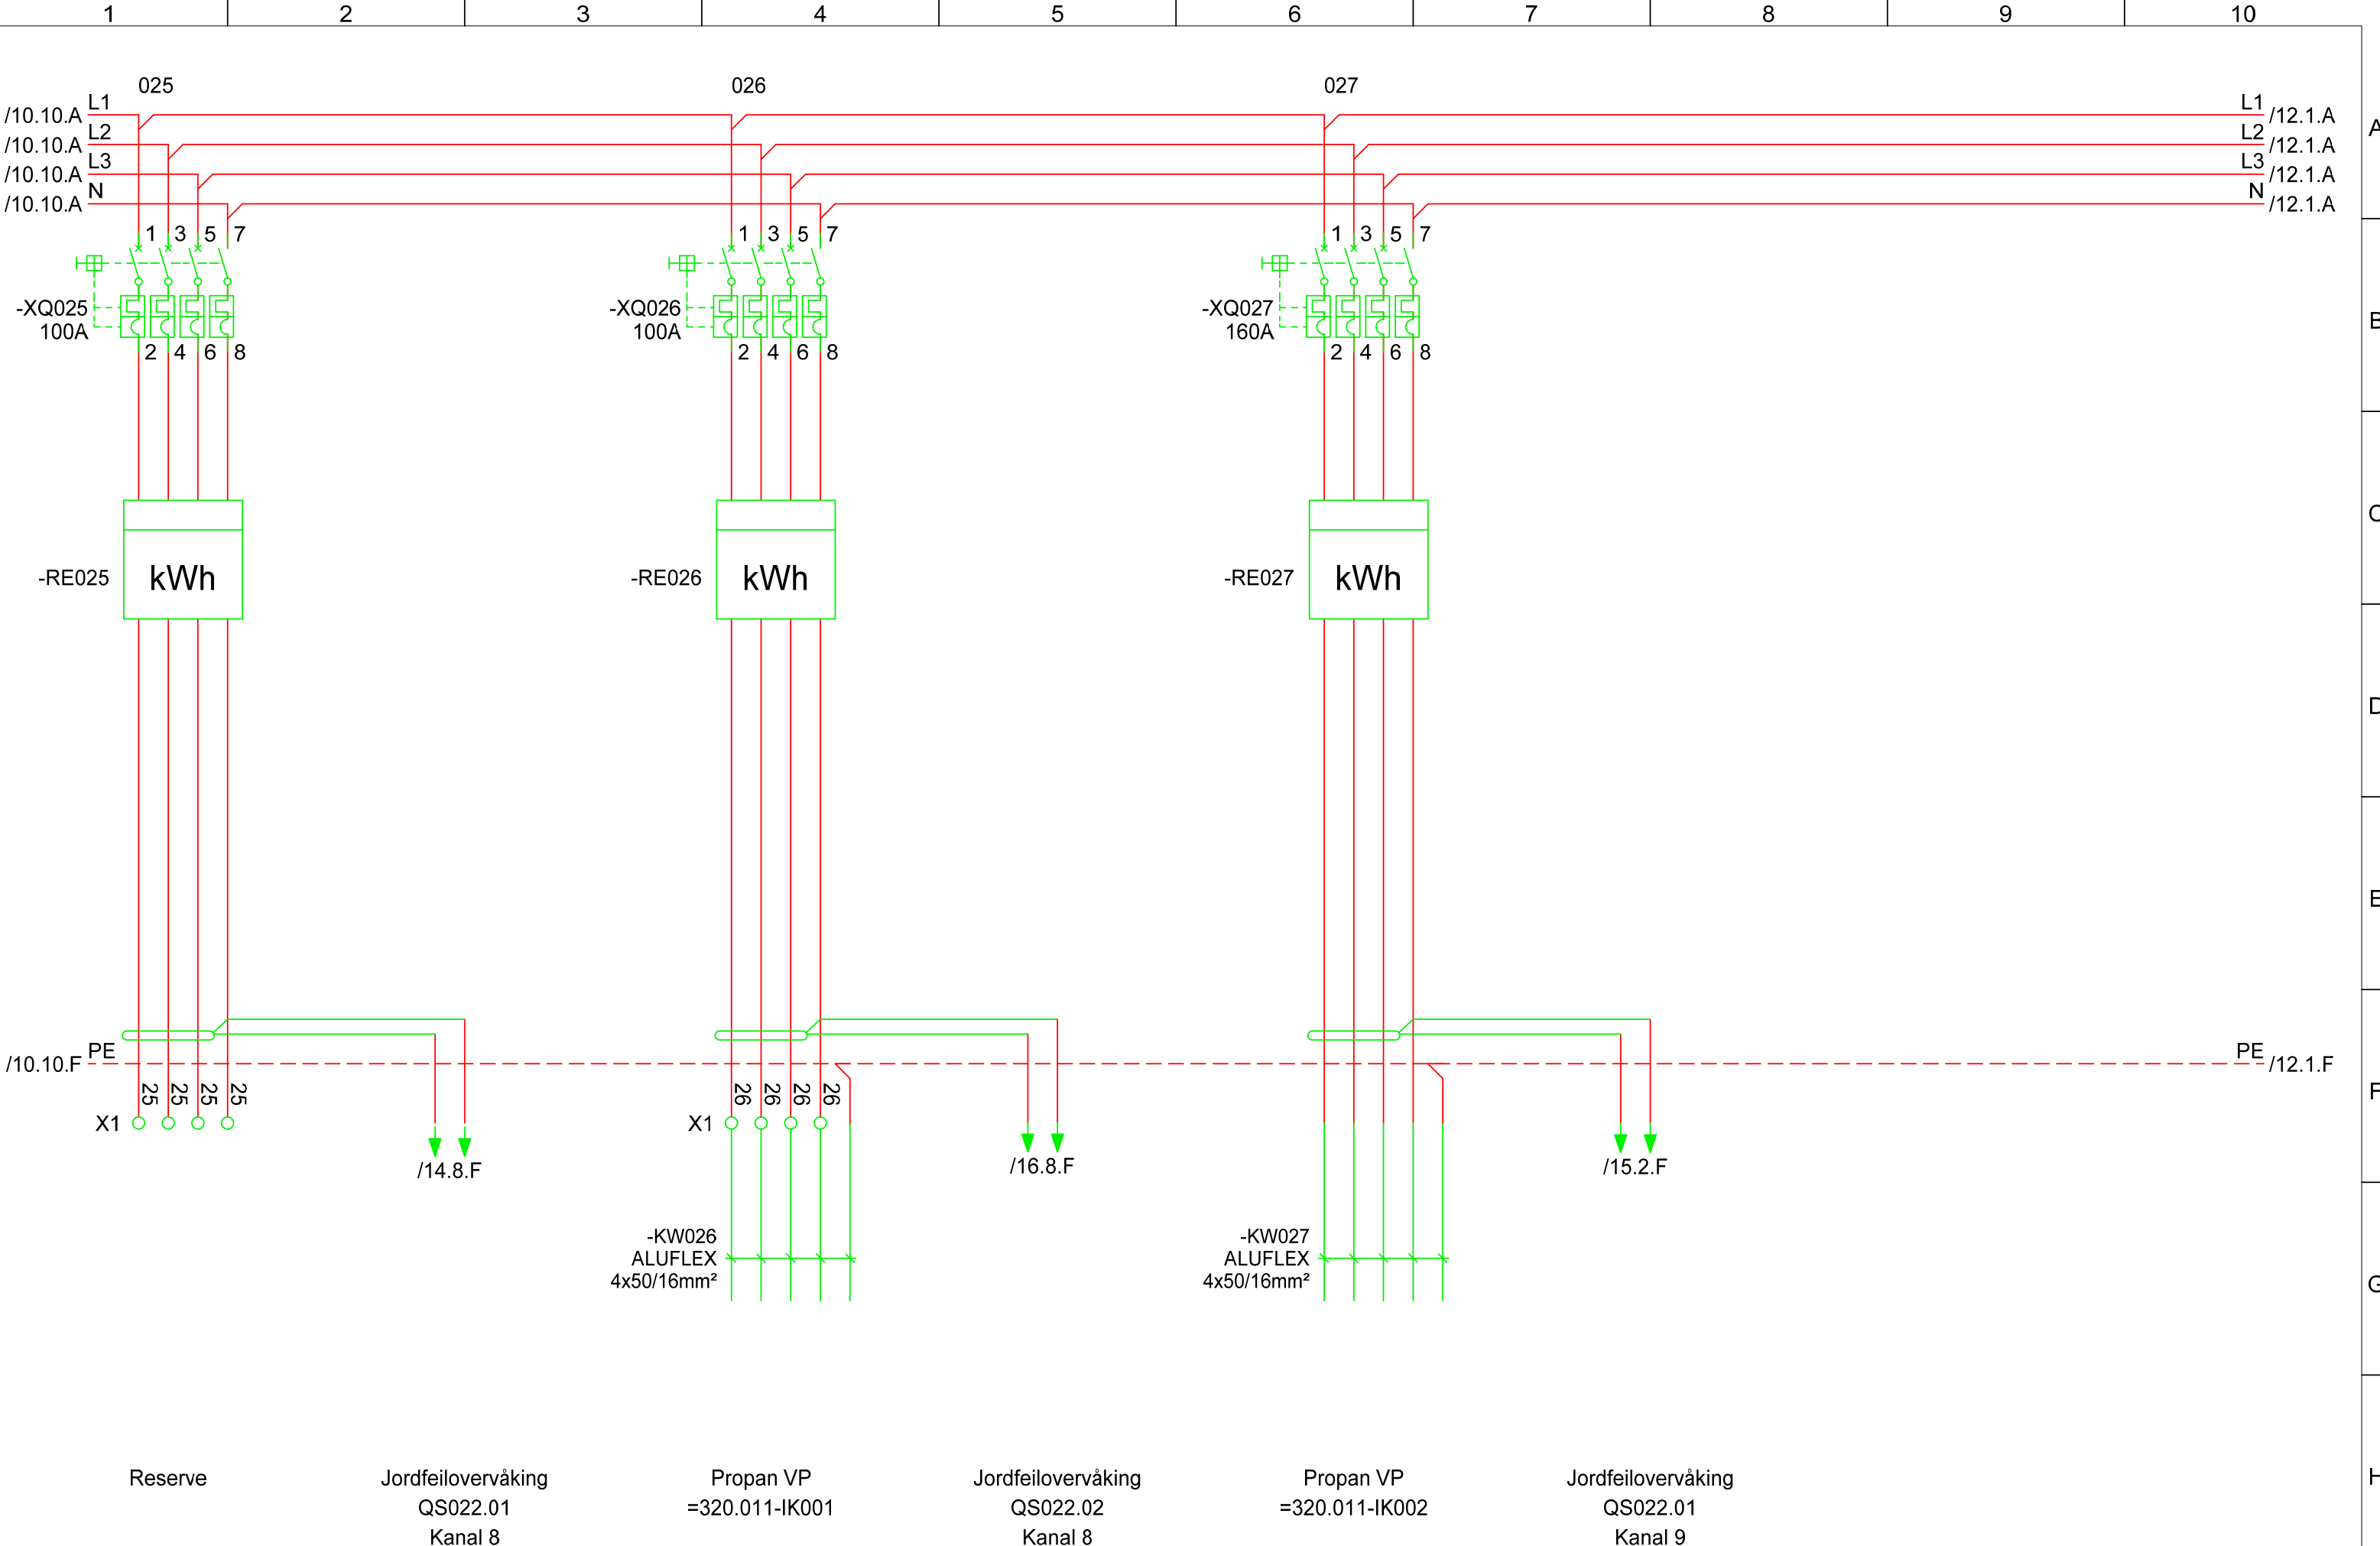 1 2 3 4 5 6 7 8 9 10
025 026 027
/10.10.A L1 L1 /12.1.A
/10.10.A L2 L2 /12.1.A
/10.10.A L3 L3 /12.1.A
/10.10.A N N /12.1.A
A
1 3 5 7 1 3 5 7 1 3 5 7
-XQ025 -XQ026 -XQ027
100A 100A 160A
B
2 4 6 8 2 4 6 8 2 4 6 8
C
-RE025 kWh -RE026 kWh -RE027 kWh
D
E
/10.10.F PE PE /12.1.F
25 25 25 25 26 26 26 26
F
X1 X1
/14.8.F /16.8.F /15.2.F
-KW026 -KW027
ALUFLEX ALUFLEX
4x50/16mm² 4x50/16mm²
G
Reserve Jordfeilovervåking Propan VP Jordfeilovervåking Propan VP Jordfeilovervåking
H
QS022.01 =320.011-IK001 QS022.02 =320.011-IK002 QS022.01
Kanal 8 Kanal 8 Kanal 9